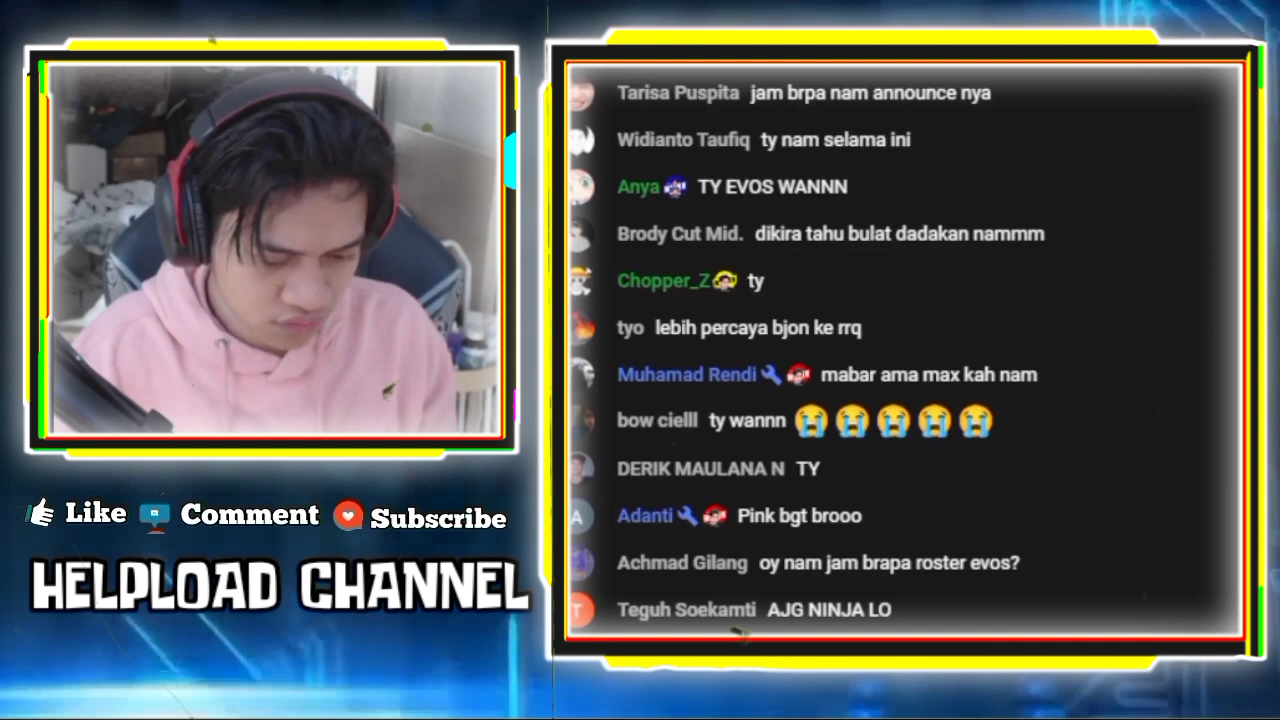 Tarisa Puspita jam brpa nam announce nya
Widianto Taufiq ty nam selama ini
Anya TY EVOS WANNN
Brody Cut Mid. dikira tahu bulat dadakan nammm
Chopper_Z ty
tyo lebih percaya bjon ke rrq
Muhamad Rendi mabar ama max kah nam
bow cielll ty wannn 😭😭😭😭😭
DERIK MAULANA N TY
A Adanti Pink bgt brooo
Achmad Gilang oy nam jam brapa roster evos?
T Teguh Soekamti AJG NINJA LO
Like Comment Subscribe
HELPLOAD CHANNEL